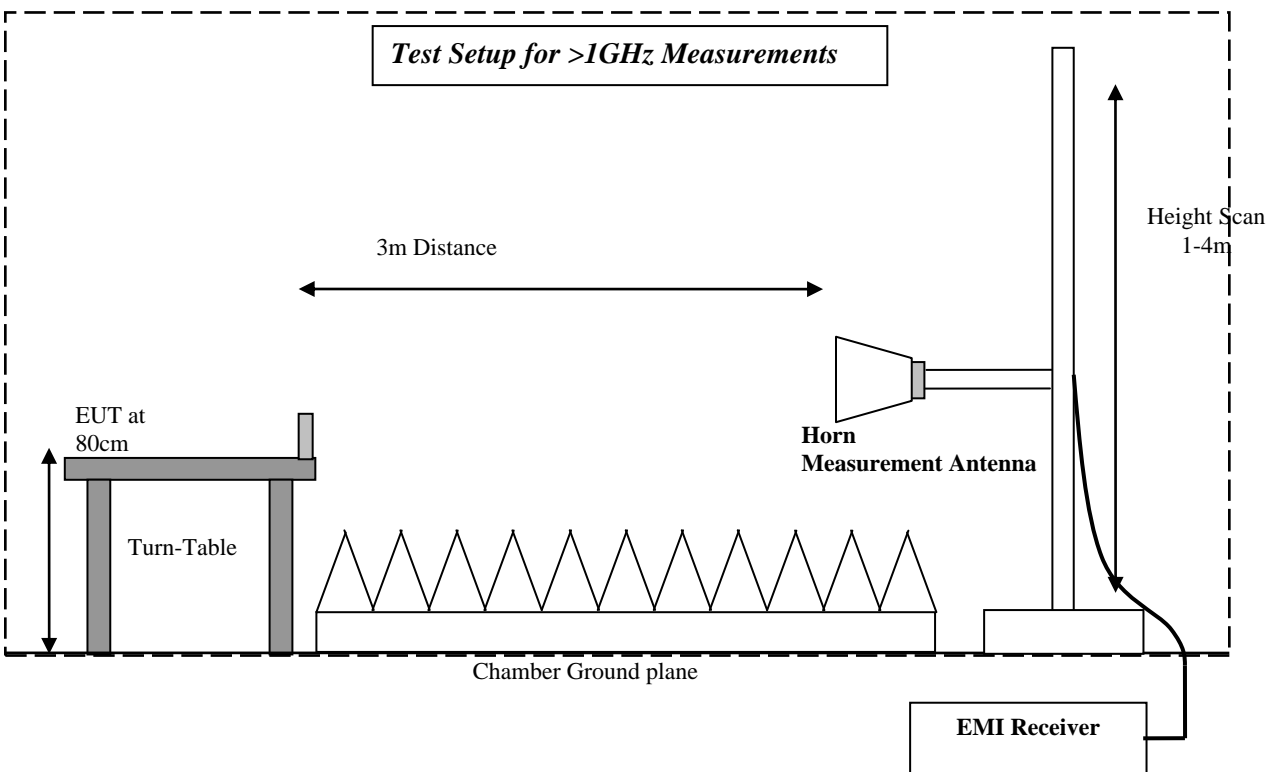 Test Setup for >1GHz Measurements
Height Scan
1-4m
3m Distance
EUT at
80cm
Horn
Measurement Antenna
Turn-Table
Chamber Ground plane
EMI Receiver